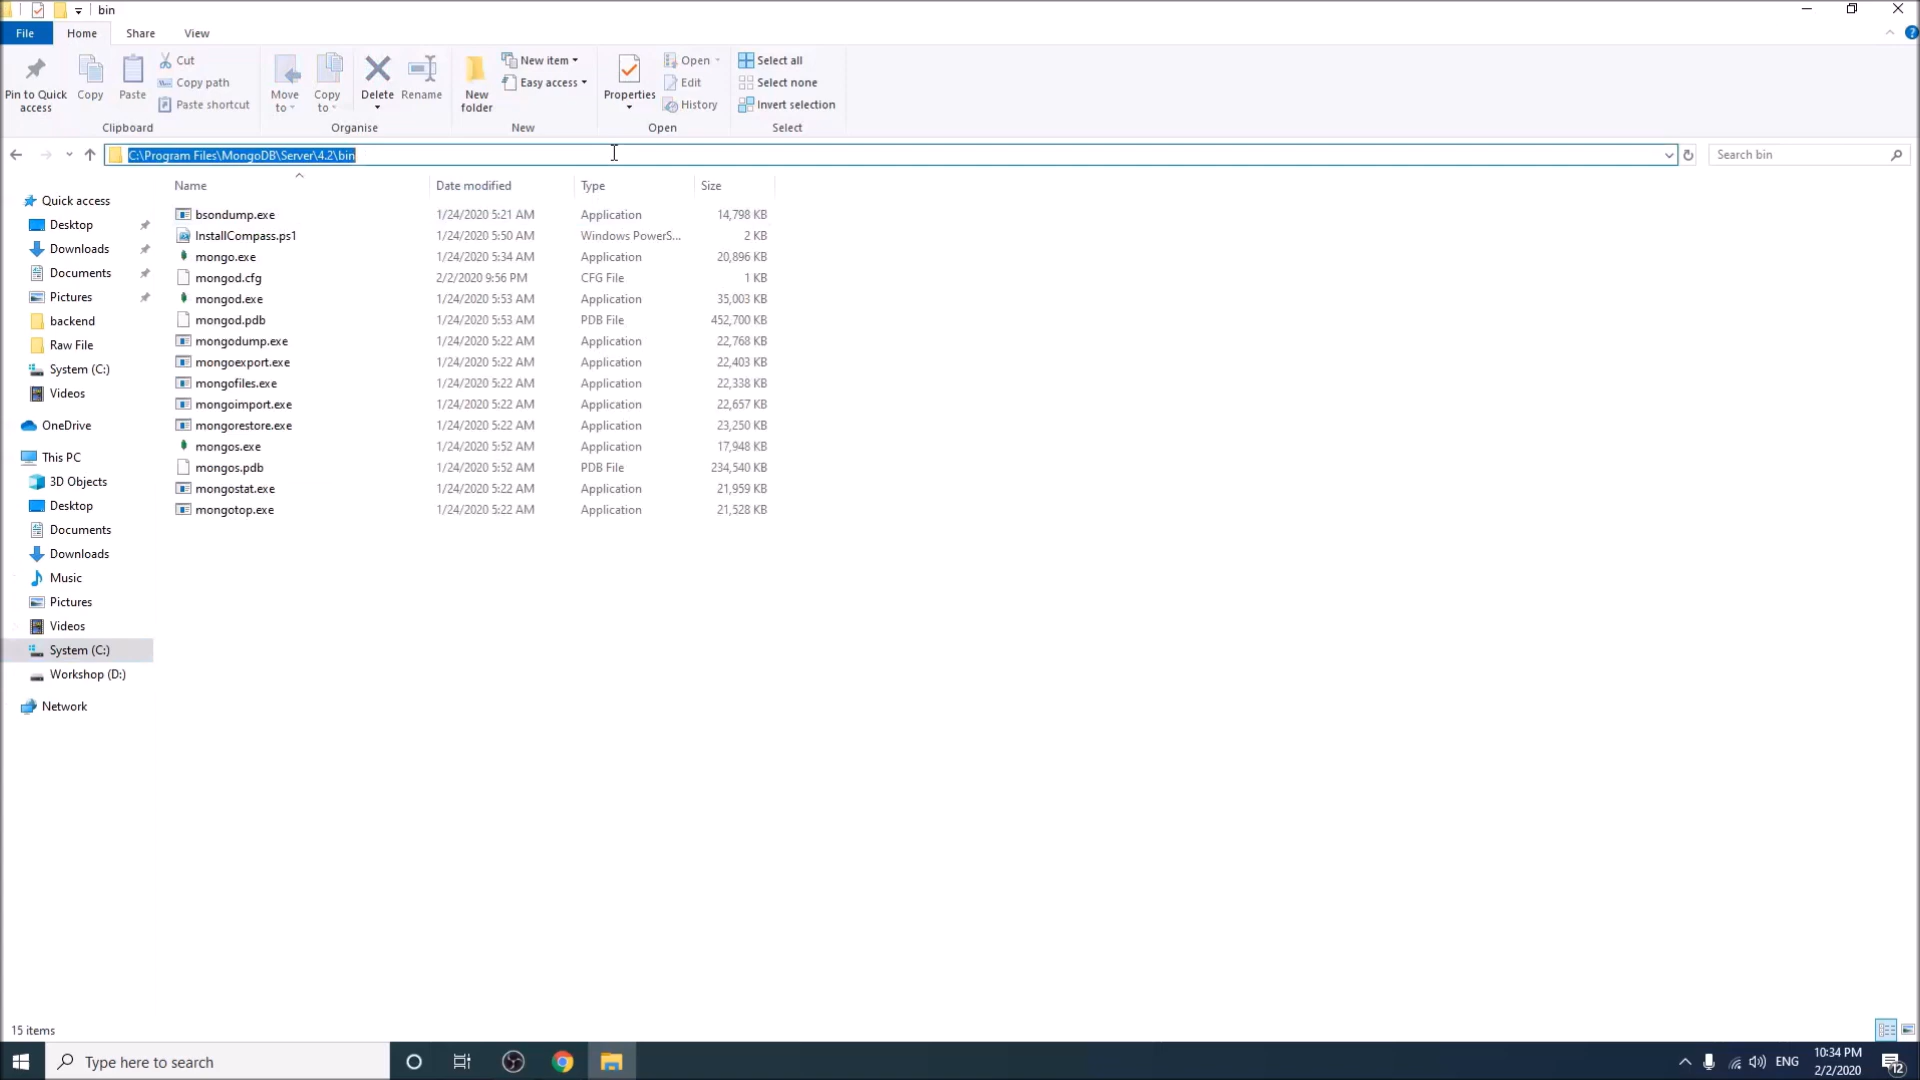 bin
File Home Share View
Pin to Quick access
Copy
Paste
Cut
Copy path
Paste shortcut
Clipboard
Move to
Copy to
Delete
Rename
Organise
New folder
New item
Easy access
New
Properties
Open
Edit
History
Open
Select all
Select none
Invert selection
Select
C:\Program Files\MongoDB\Server\4.2\bin
Search bin
Quick access
Desktop
Downloads
Documents
Pictures
backend
Raw File
System (C:)
Videos
OneDrive
This PC
3D Objects
Desktop
Documents
Downloads
Music
Pictures
Videos
System (C:)
Workshop (D:)
Network
Name Date modified Type Size
bsondump.exe 1/24/2020 5:21 AM Application 14,798 KB
InstallCompass.ps1 1/24/2020 5:50 AM Windows PowerS... 2 KB
mongo.exe 1/24/2020 5:34 AM Application 20,896 KB
mongod.cfg 2/2/2020 9:56 PM CFG File 1 KB
mongod.exe 1/24/2020 5:53 AM Application 35,003 KB
mongod.pdb 1/24/2020 5:53 AM PDB File 452,700 KB
mongodump.exe 1/24/2020 5:22 AM Application 22,768 KB
mongoexport.exe 1/24/2020 5:22 AM Application 22,403 KB
mongofiles.exe 1/24/2020 5:22 AM Application 22,338 KB
mongoimport.exe 1/24/2020 5:22 AM Application 22,657 KB
mongorestore.exe 1/24/2020 5:22 AM Application 23,250 KB
mongos.exe 1/24/2020 5:52 AM Application 17,948 KB
mongos.pdb 1/24/2020 5:52 AM PDB File 234,540 KB
mongostat.exe 1/24/2020 5:22 AM Application 21,959 KB
mongotop.exe 1/24/2020 5:22 AM Application 21,528 KB
15 items
Type here to search
ENG
10:34 PM
2/2/2020
12